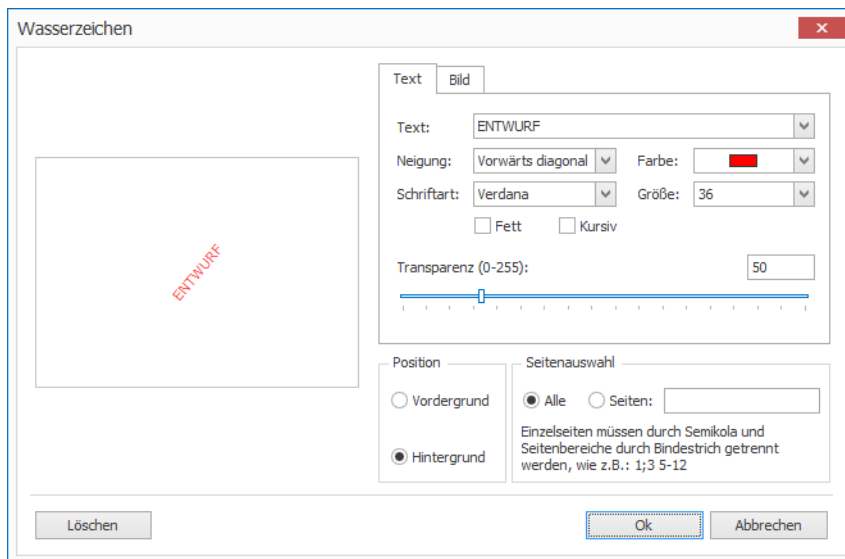 Wasserzeichen
Text Bild
Text: ENTWURF
Neigung: Vorwärts diagonal Farbe:
Schriftart: Verdana Größe: 36
Fett Kursiv
Transparenz (0-255): 50
ENTWURF
Position
Vordergrund
Hintergrund
Seitenauswahl
Alle Seiten:
Einzelseiten müssen durch Semikola und
Seitenbereiche durch Bindestrich getrennt
werden, wie z.B.: 1;3 5-12
Löschen Ok Abbrechen